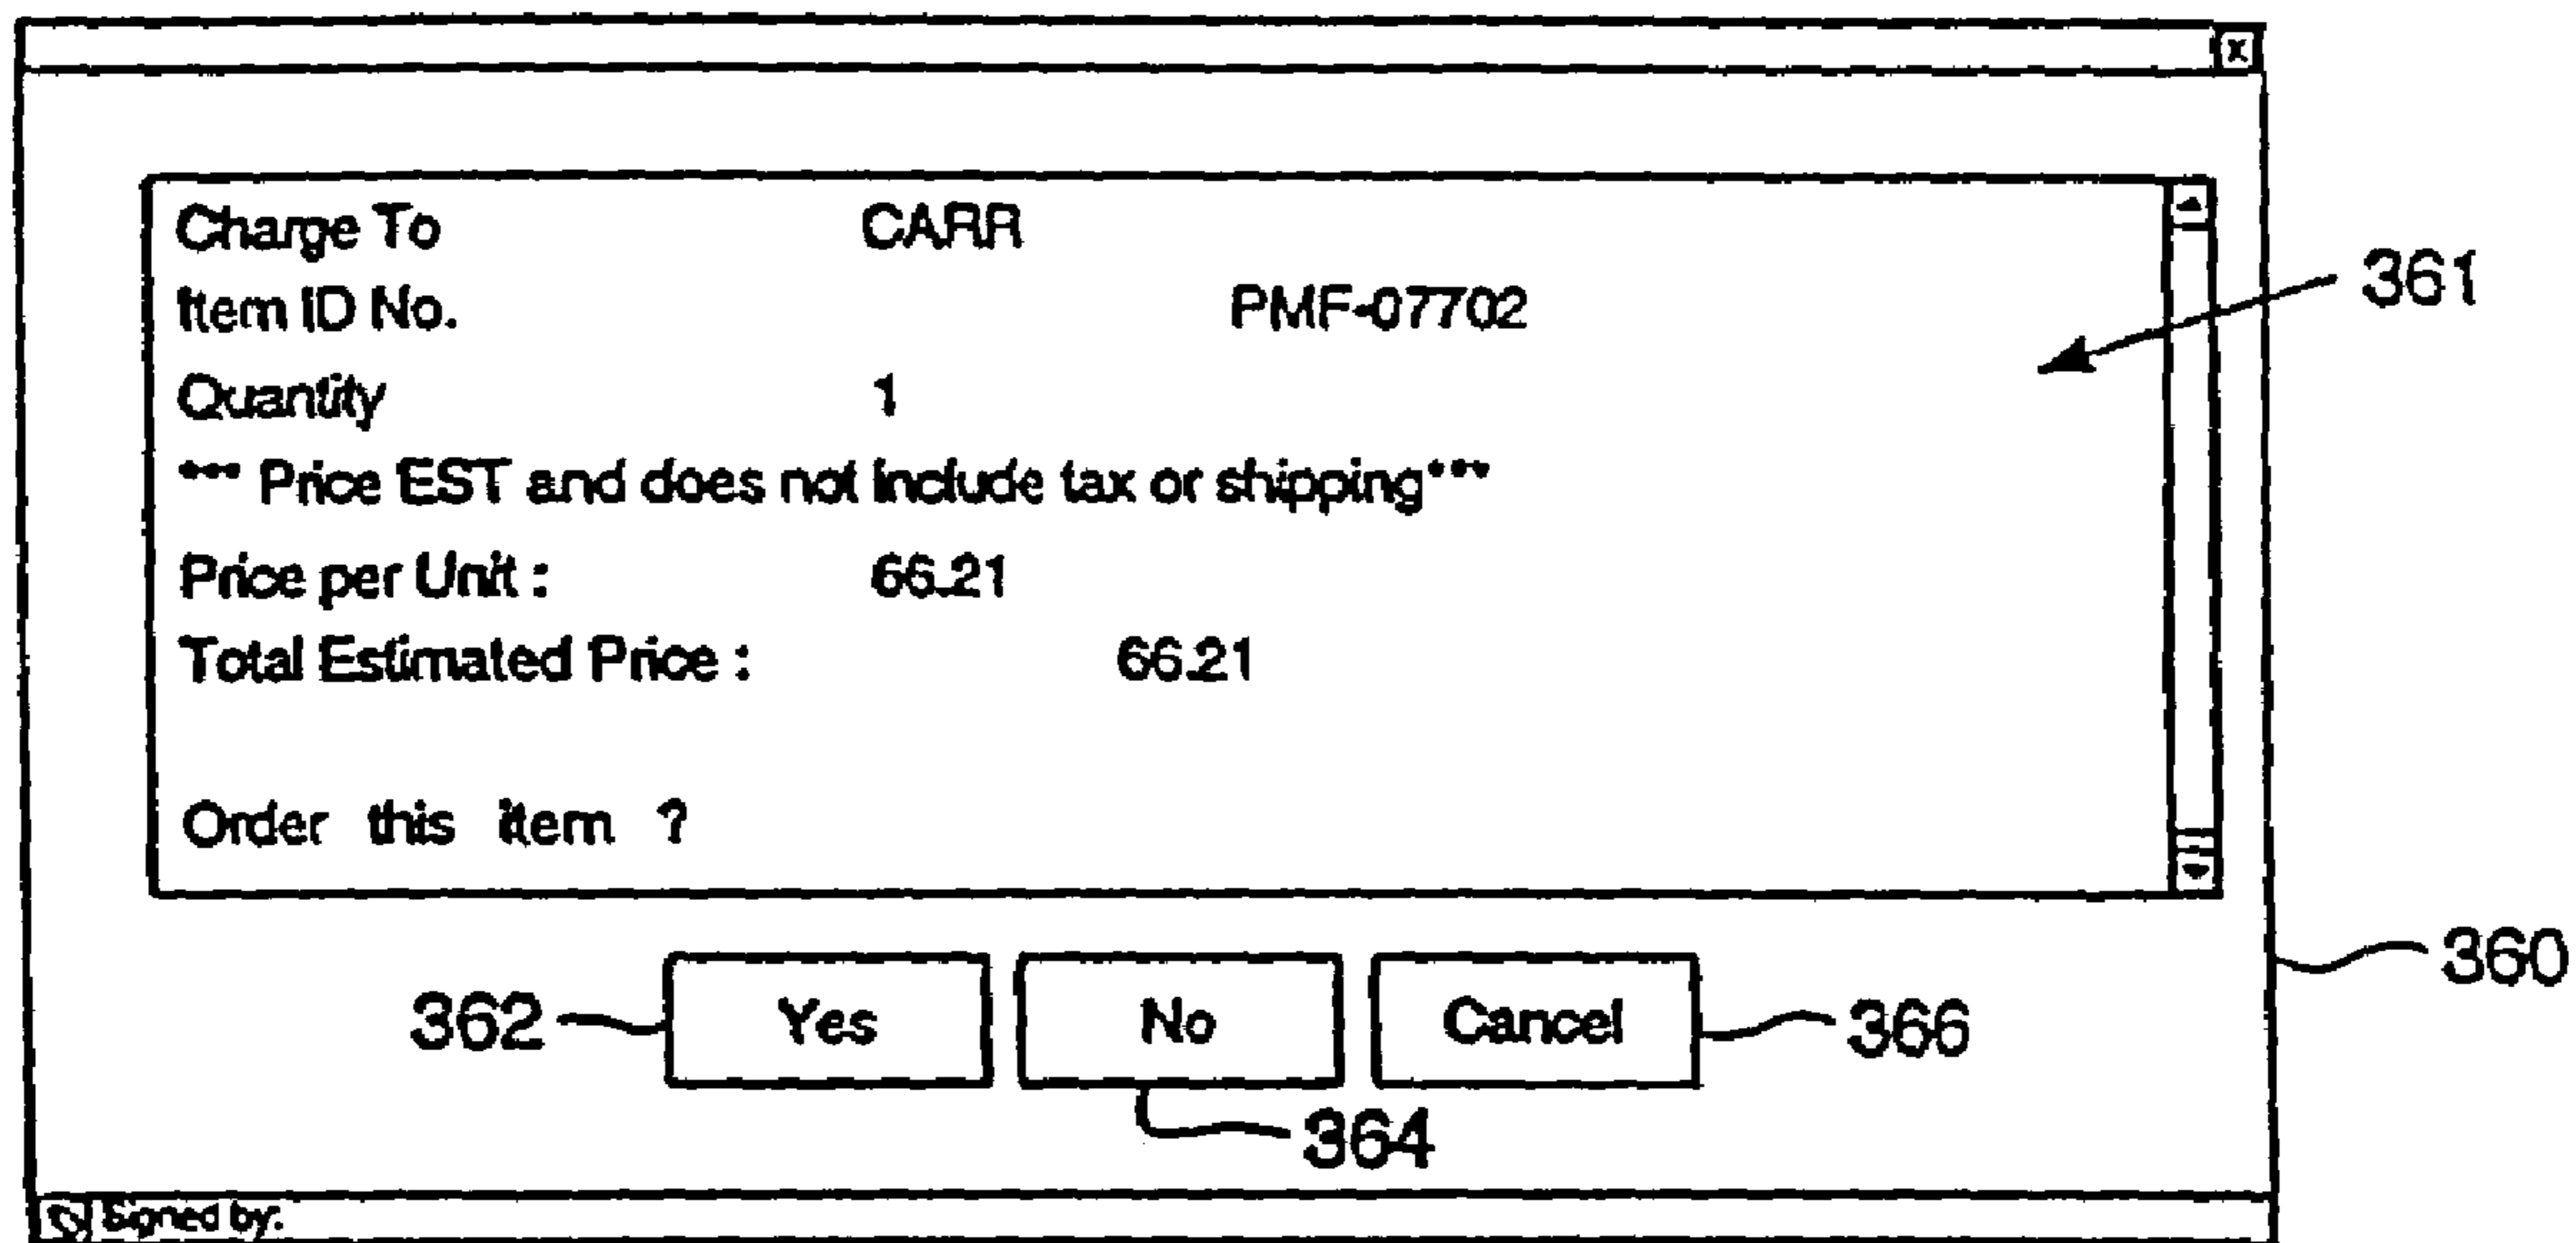 x
Charge To CARR
Item ID No. PMF-07702
361
Quantity 1
*** Price EST and does not include tax or shipping***
Price per Unit : 66.21
Total Estimated Price : 66.21
Order this item ?
360
362 Yes No Cancel 366
364
Signed by: